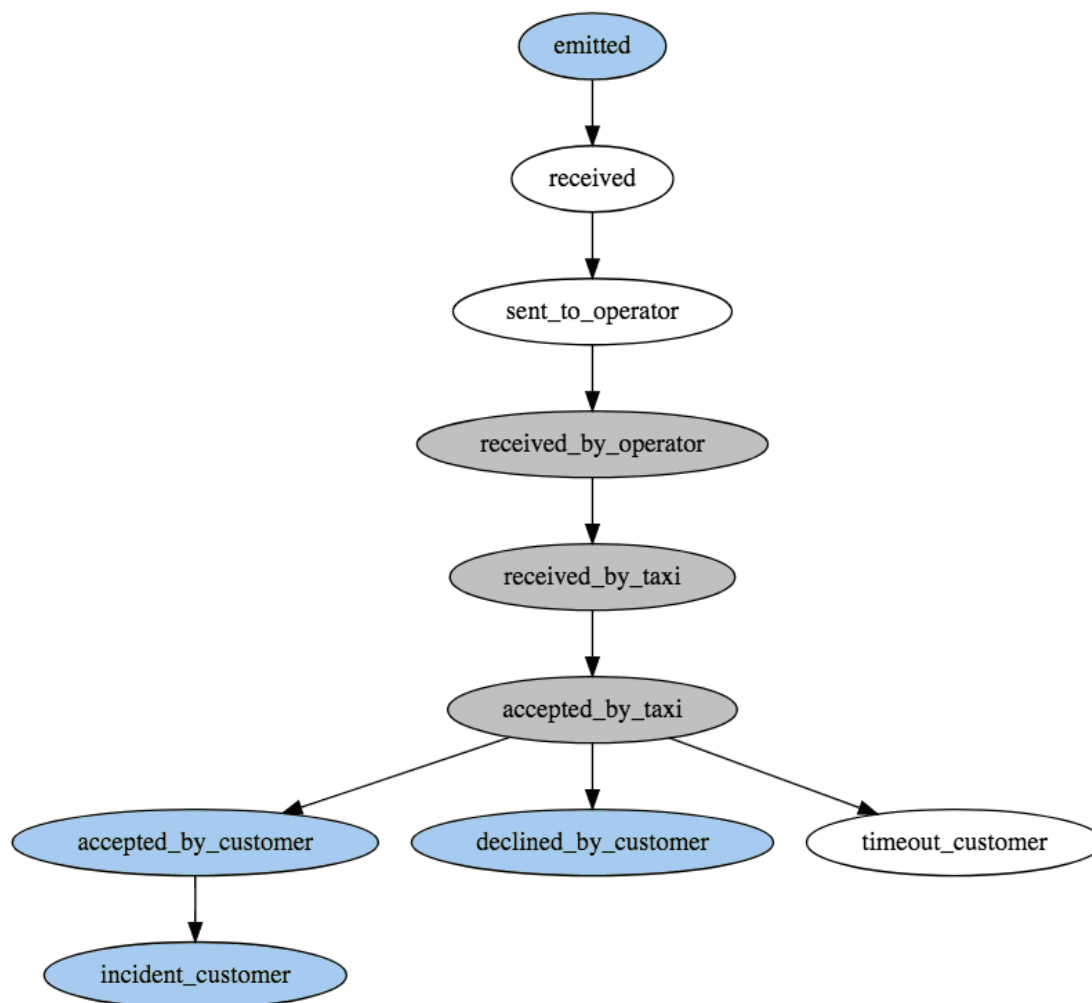 emitted
received
sent_to_operator
received_by_operator
received_by_taxi
accepted_by_taxi
accepted_by_customer
declined_by_customer
timeout_customer
incident_customer